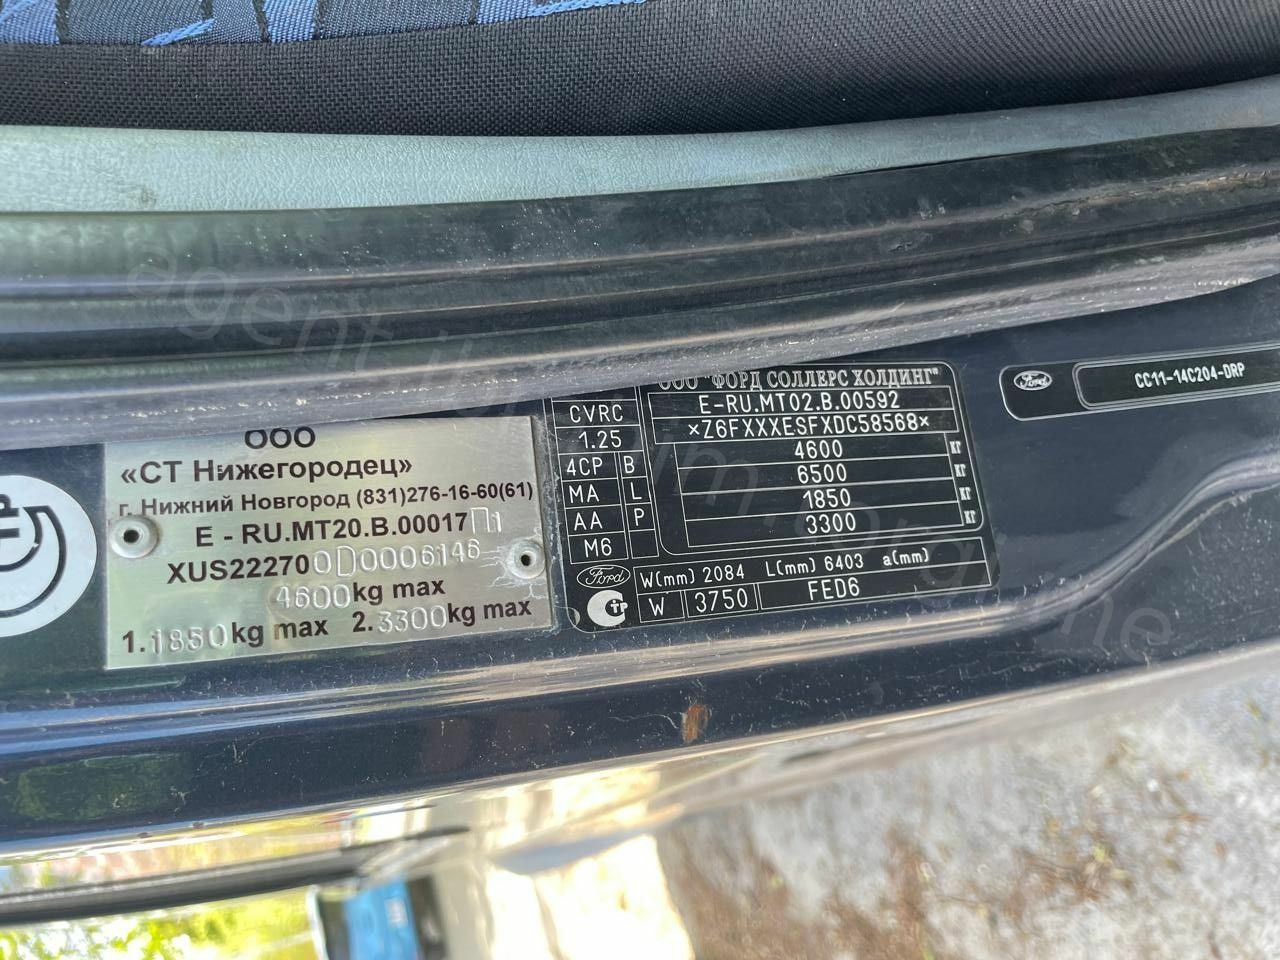 ООО
«СТ Нижегородец»
г. Нижний Новгород (831)276-16-60(61)
E - RU.MT20.B.00017П1
XUS222700D0006146
4600kg max
1.1850kg max 2.3300kg max
ООО "ФОРД СОЛЛЕРС ХОЛДИНГ"
CVRC E-RU.MT02.B.00592
1.25 ×Z6FXXXESFXDC58568×
4CP B 4600 КГ
MA L 6500 КГ
AA P 1850 КГ
M6 3300 КГ
Ford W(mm) 2084 L(mm) 6403 a(mm)
W 3750 FED6
Ford CC11-14C204-DRP